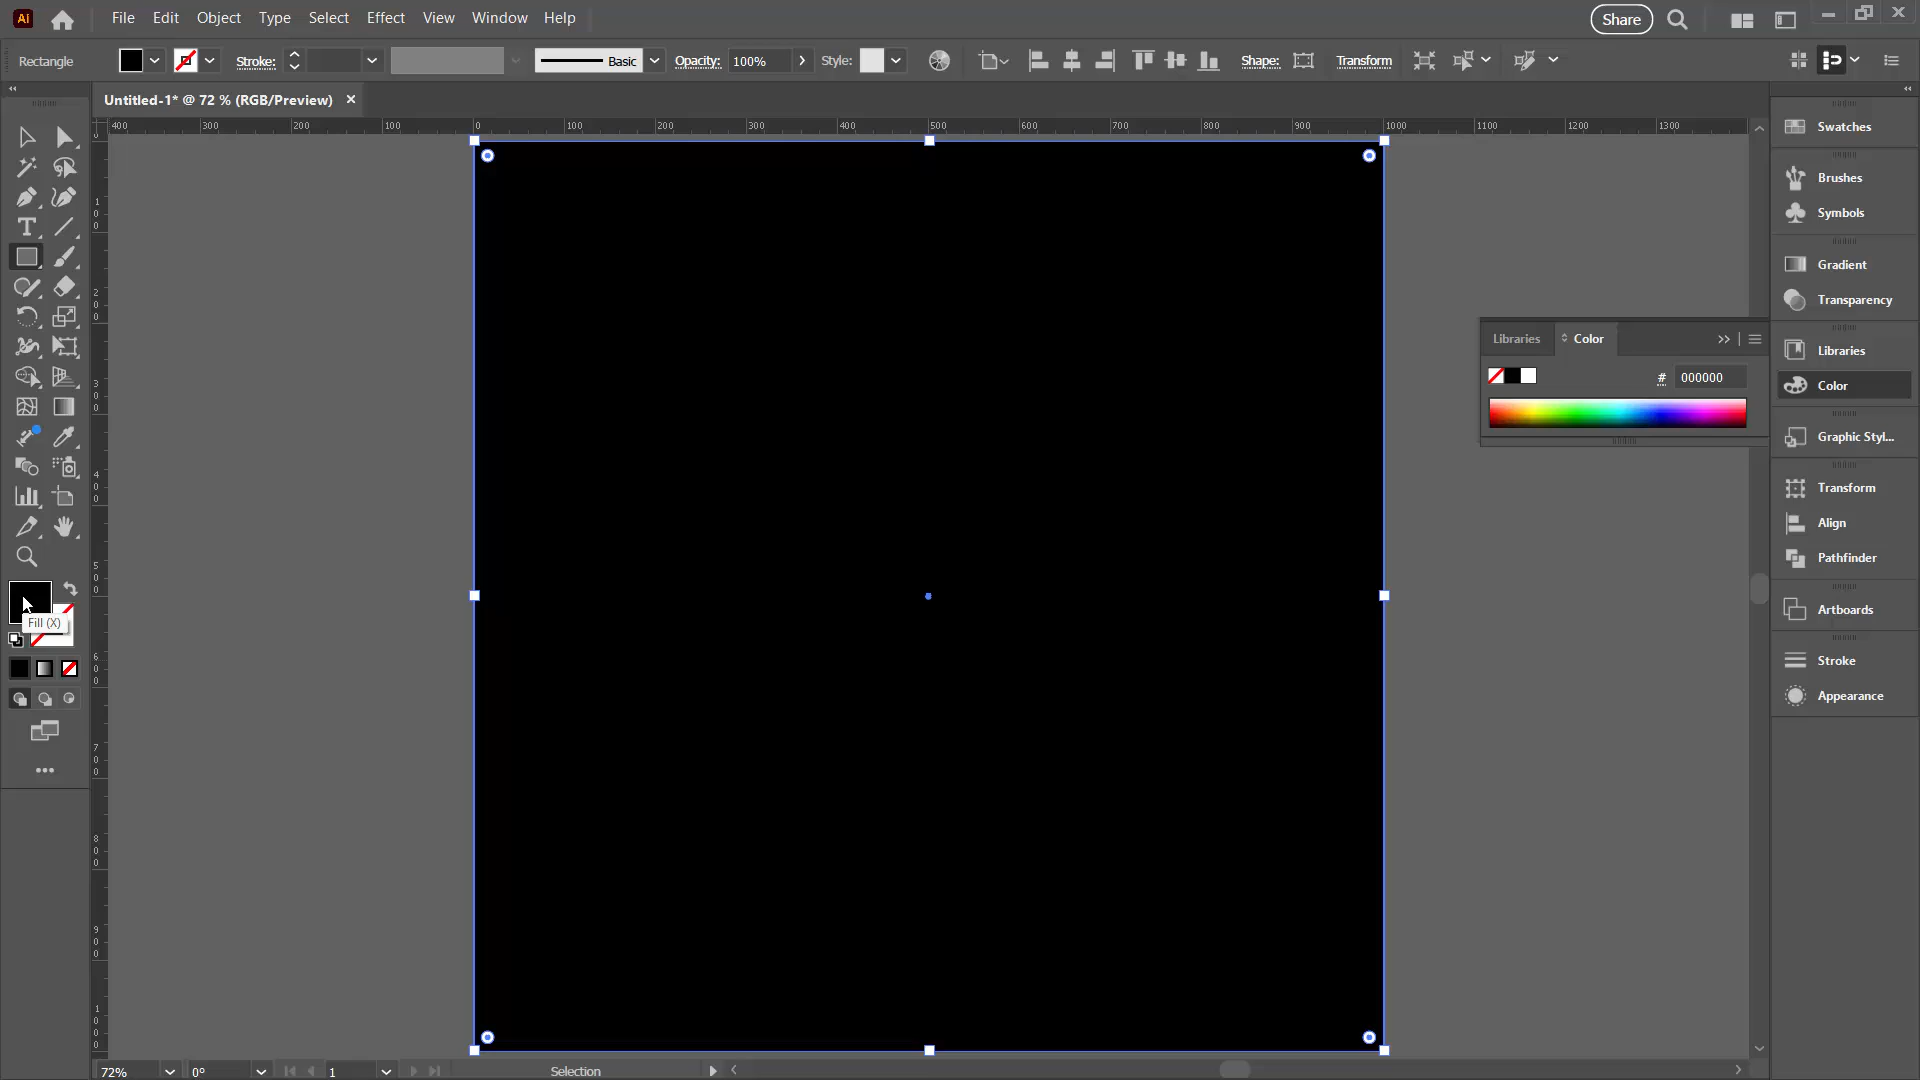 Ai
File Edit Object Type Select Effect View Window Help
Share
Rectangle
Stroke:
Basic
Opacity: 100%
Style:
Shape:
Transform
Untitled-1* @ 72 % (RGB/Preview)
400 300 200 100 0 100 200 300 400 500 600 700 800 900 1000 1100 1200 1300
0
100
200
300
400
500
600
700
800
900
1000
T
Fill (X)
Libraries Color
# 000000
Swatches
Brushes
Symbols
Gradient
Transparency
Libraries
Color
Graphic Styl...
Transform
Align
Pathfinder
Artboards
Stroke
Appearance
72% 0° 1 Selection